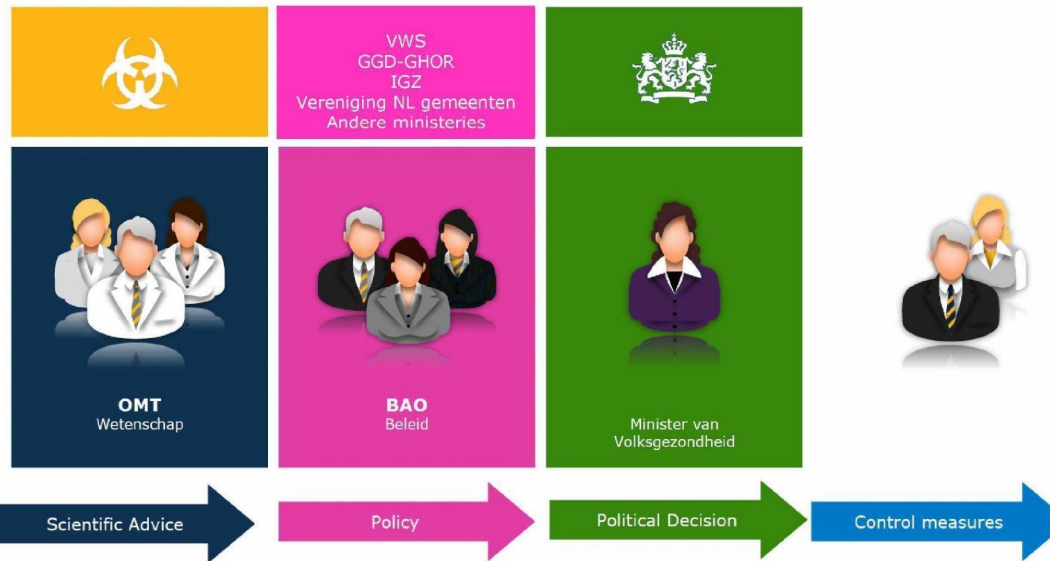 VWS
GGD-GHOR
IGZ
Vereniging NL gemeenten
Andere ministeries
OMT
Wetenschap
BAO
Beleid
Minister van
Volksgezondheid
Scientific Advice
Policy
Political Decision
Control measures